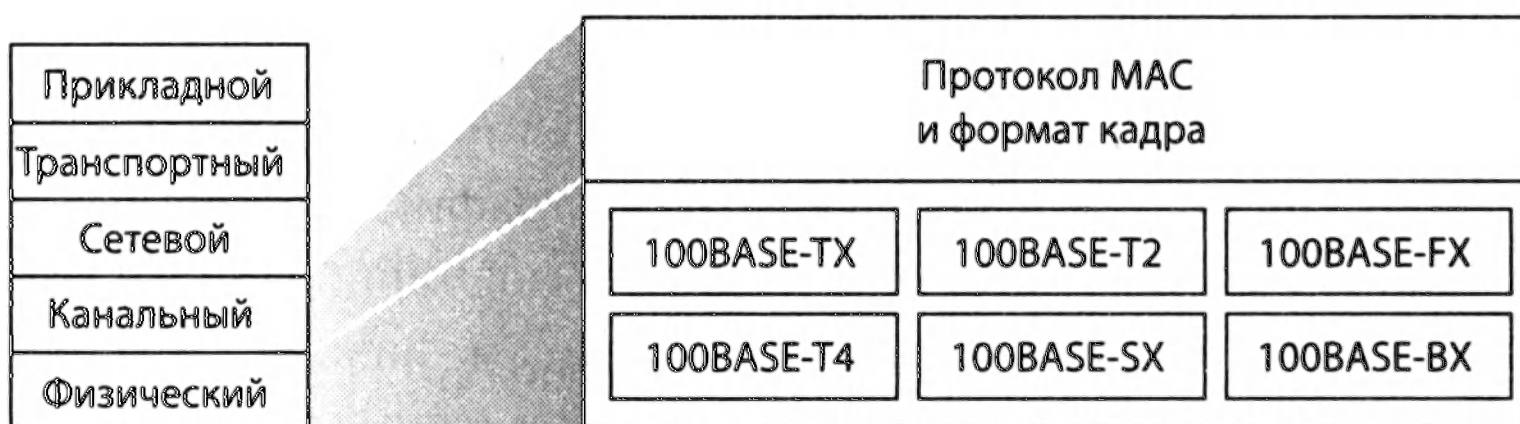 Прикладной
Транспортный
Сетевой
Канальный
Физический
Протокол MAC
и формат кадра
100BASE-TX
100BASE-T2
100BASE-FX
100BASE-T4
100BASE-SX
100BASE-BX